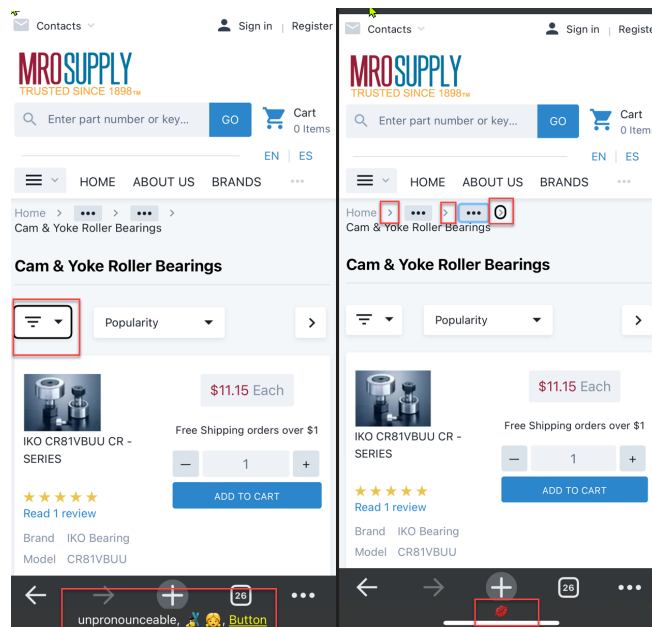 Contacts
Sign in | Register
MROSUPPLY
TRUSTED SINCE 1898™
Enter part number or key...
GO
Cart
0 Items
EN | ES
HOME ABOUT US BRANDS ...
Home > ••• > ••• >
Cam & Yoke Roller Bearings
Cam & Yoke Roller Bearings
Popularity
$11.15 Each
IKO CR81VBUU CR -
SERIES
Free Shipping orders over $1
— 1 +
★★★★★
ADD TO CART
Read 1 review
Brand IKO Bearing
Model CR81VBUU
26
unpronounceable, , Button
Contacts
Sign in | Registe
MROSUPPLY
TRUSTED SINCE 1898™
Enter part number or key...
GO
Cart
0 Item
EN | ES
HOME ABOUT US BRANDS ...
Home > ••• > ••• >
Cam & Yoke Roller Bearings
Cam & Yoke Roller Bearings
Popularity
$11.15 Each
IKO CR81VBUU CR -
SERIES
Free Shipping orders over $1
— 1 +
★★★★★
ADD TO CART
Read 1 review
Brand IKO Bearing
Model CR81VBUU
26